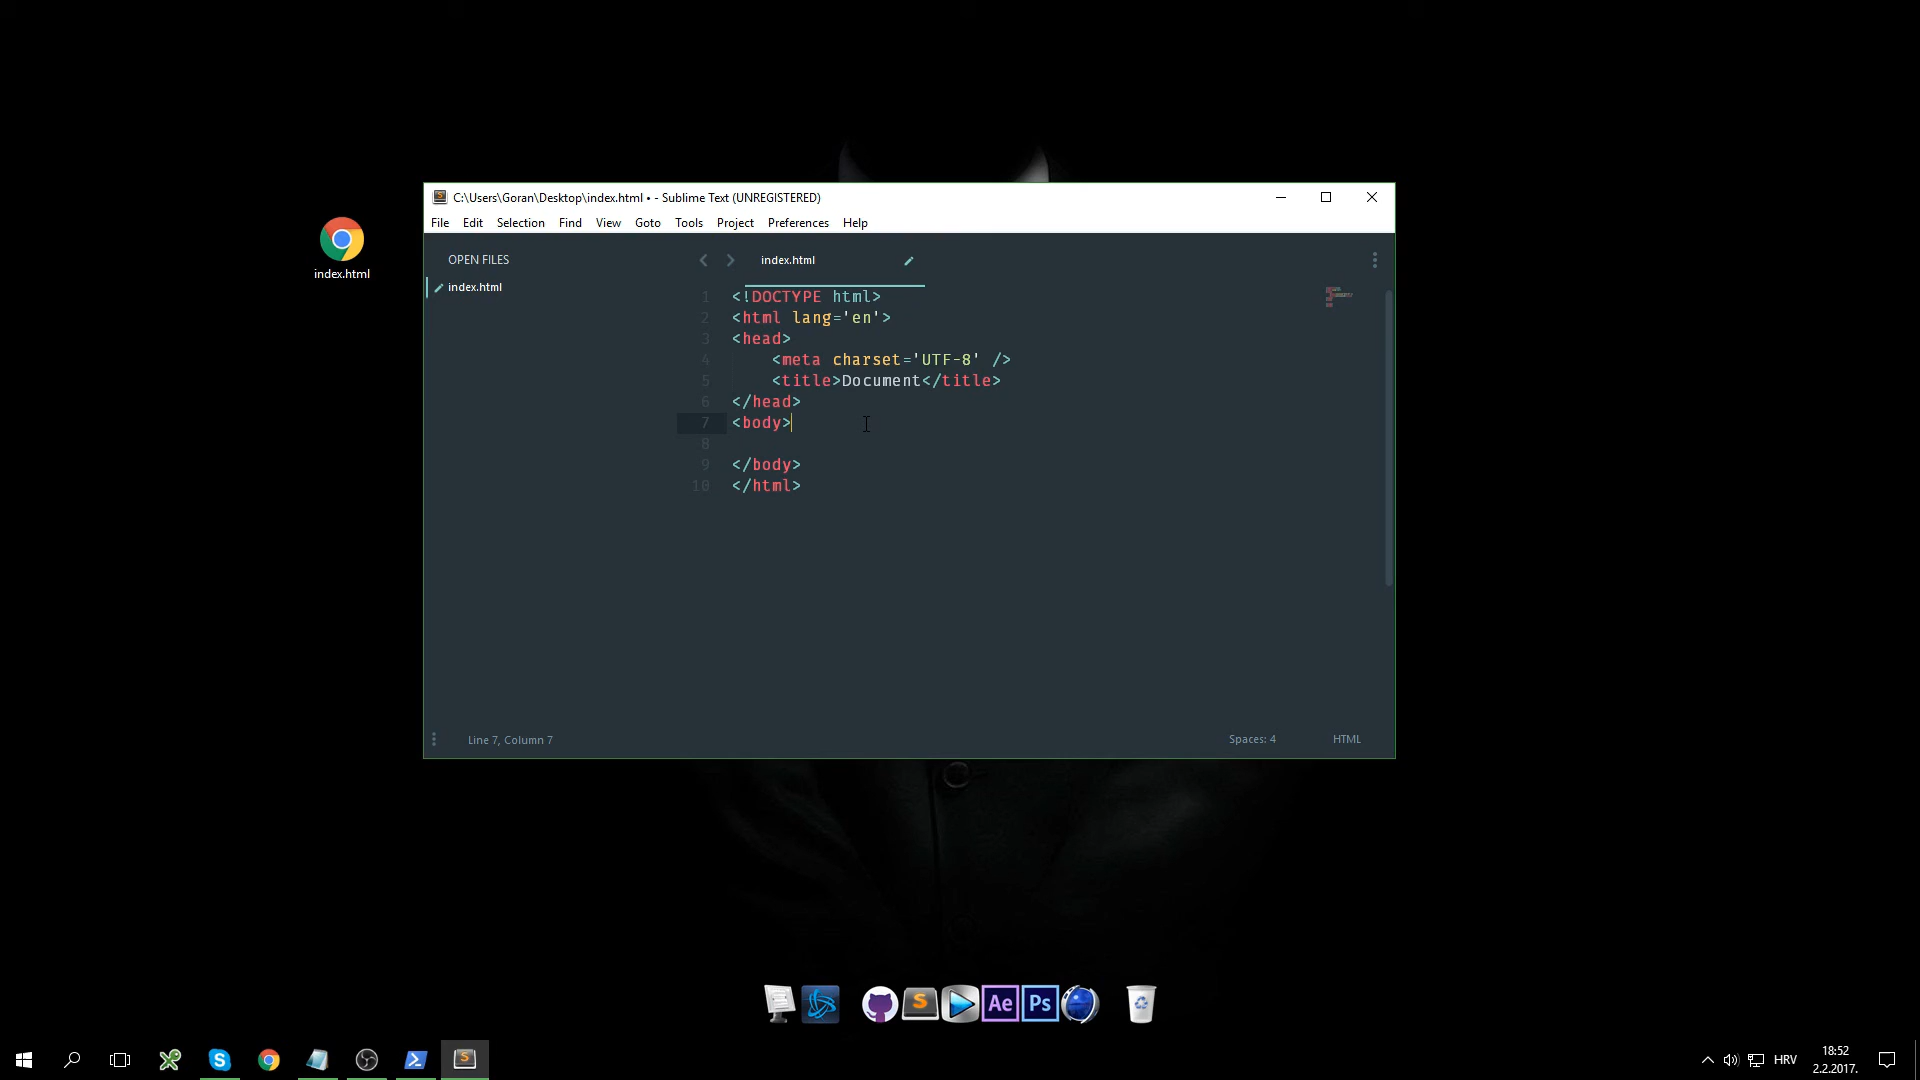 index.html
C:\Users\Goran\Desktop\index.html • - Sublime Text (UNREGISTERED)
File Edit Selection Find View Goto Tools Project Preferences Help
OPEN FILES
index.html
index.html
1 <!DOCTYPE html>
2 <html lang='en'>
3 <head>
4 <meta charset='UTF-8' />
5 <title>Document</title>
6 </head>
7 <body>
8
9 </body>
10 </html>
Line 7, Column 7
Spaces: 4
HTML
S Ae Ps
S S
HRV
18:52
2.2.2017.